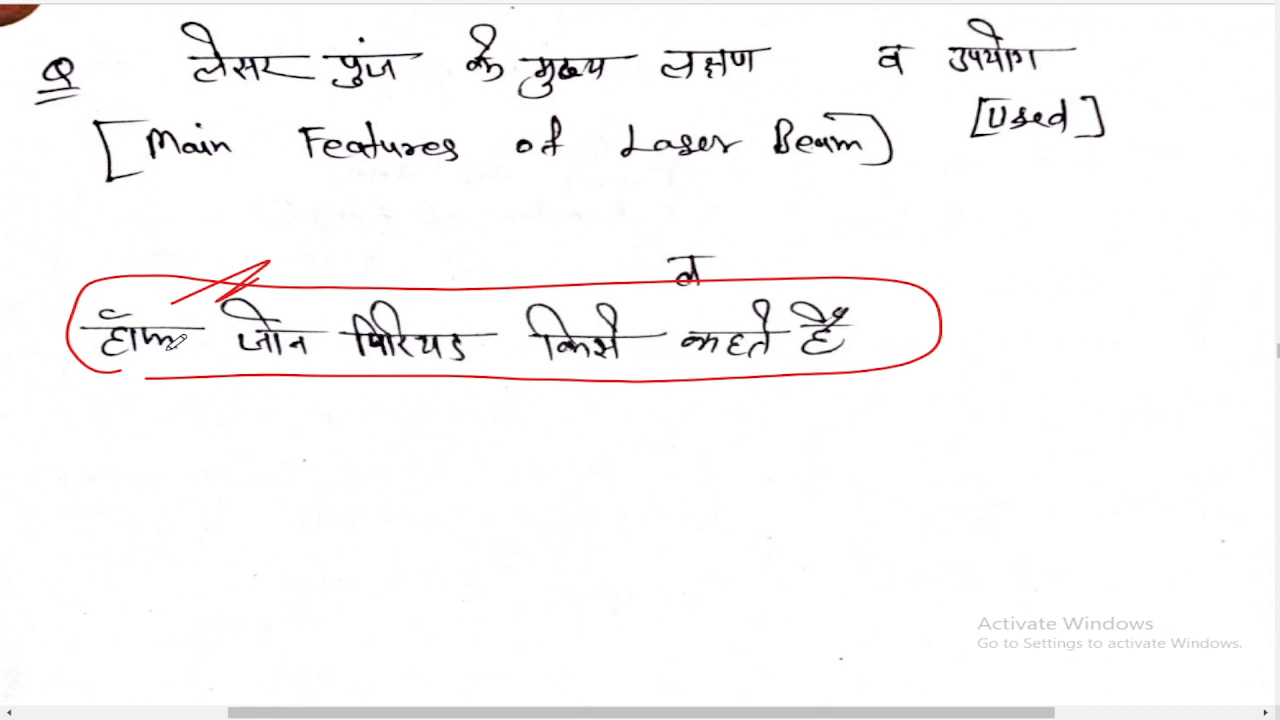 Q लेसर पुंज के मुख्य लक्षण व उपयोग
[Main Features of Laser Beam] [Used]
व
हॉफ जोन पिरियड किसे कहते हैं
Activate Windows
Go to Settings to activate Windows.